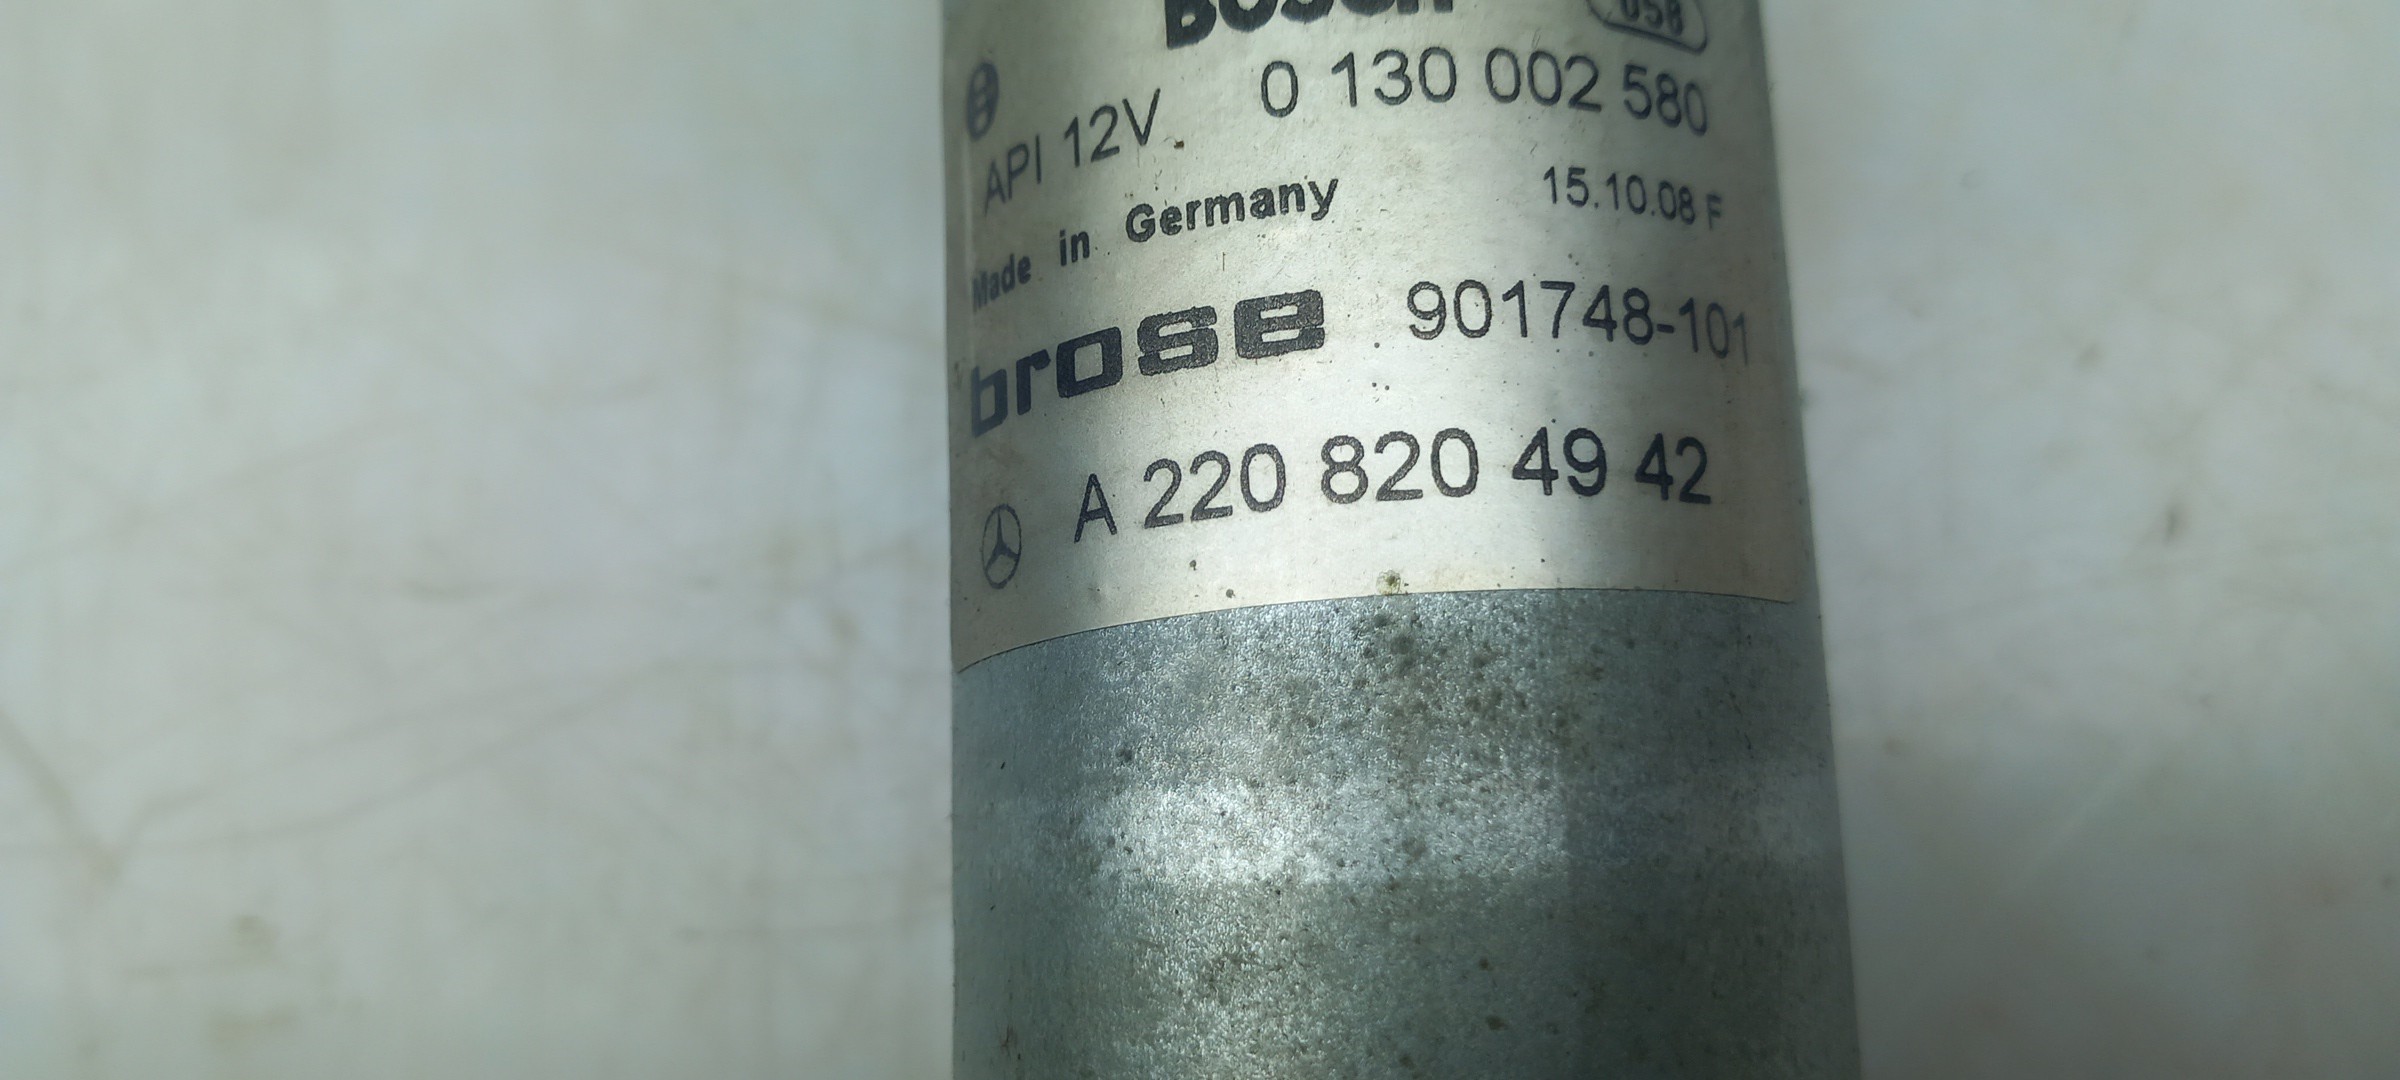 BOSCH 058
API 12V 0 130 002 580
Made in Germany 15.10.08 F
brose 901748-101
A 220 820 49 42